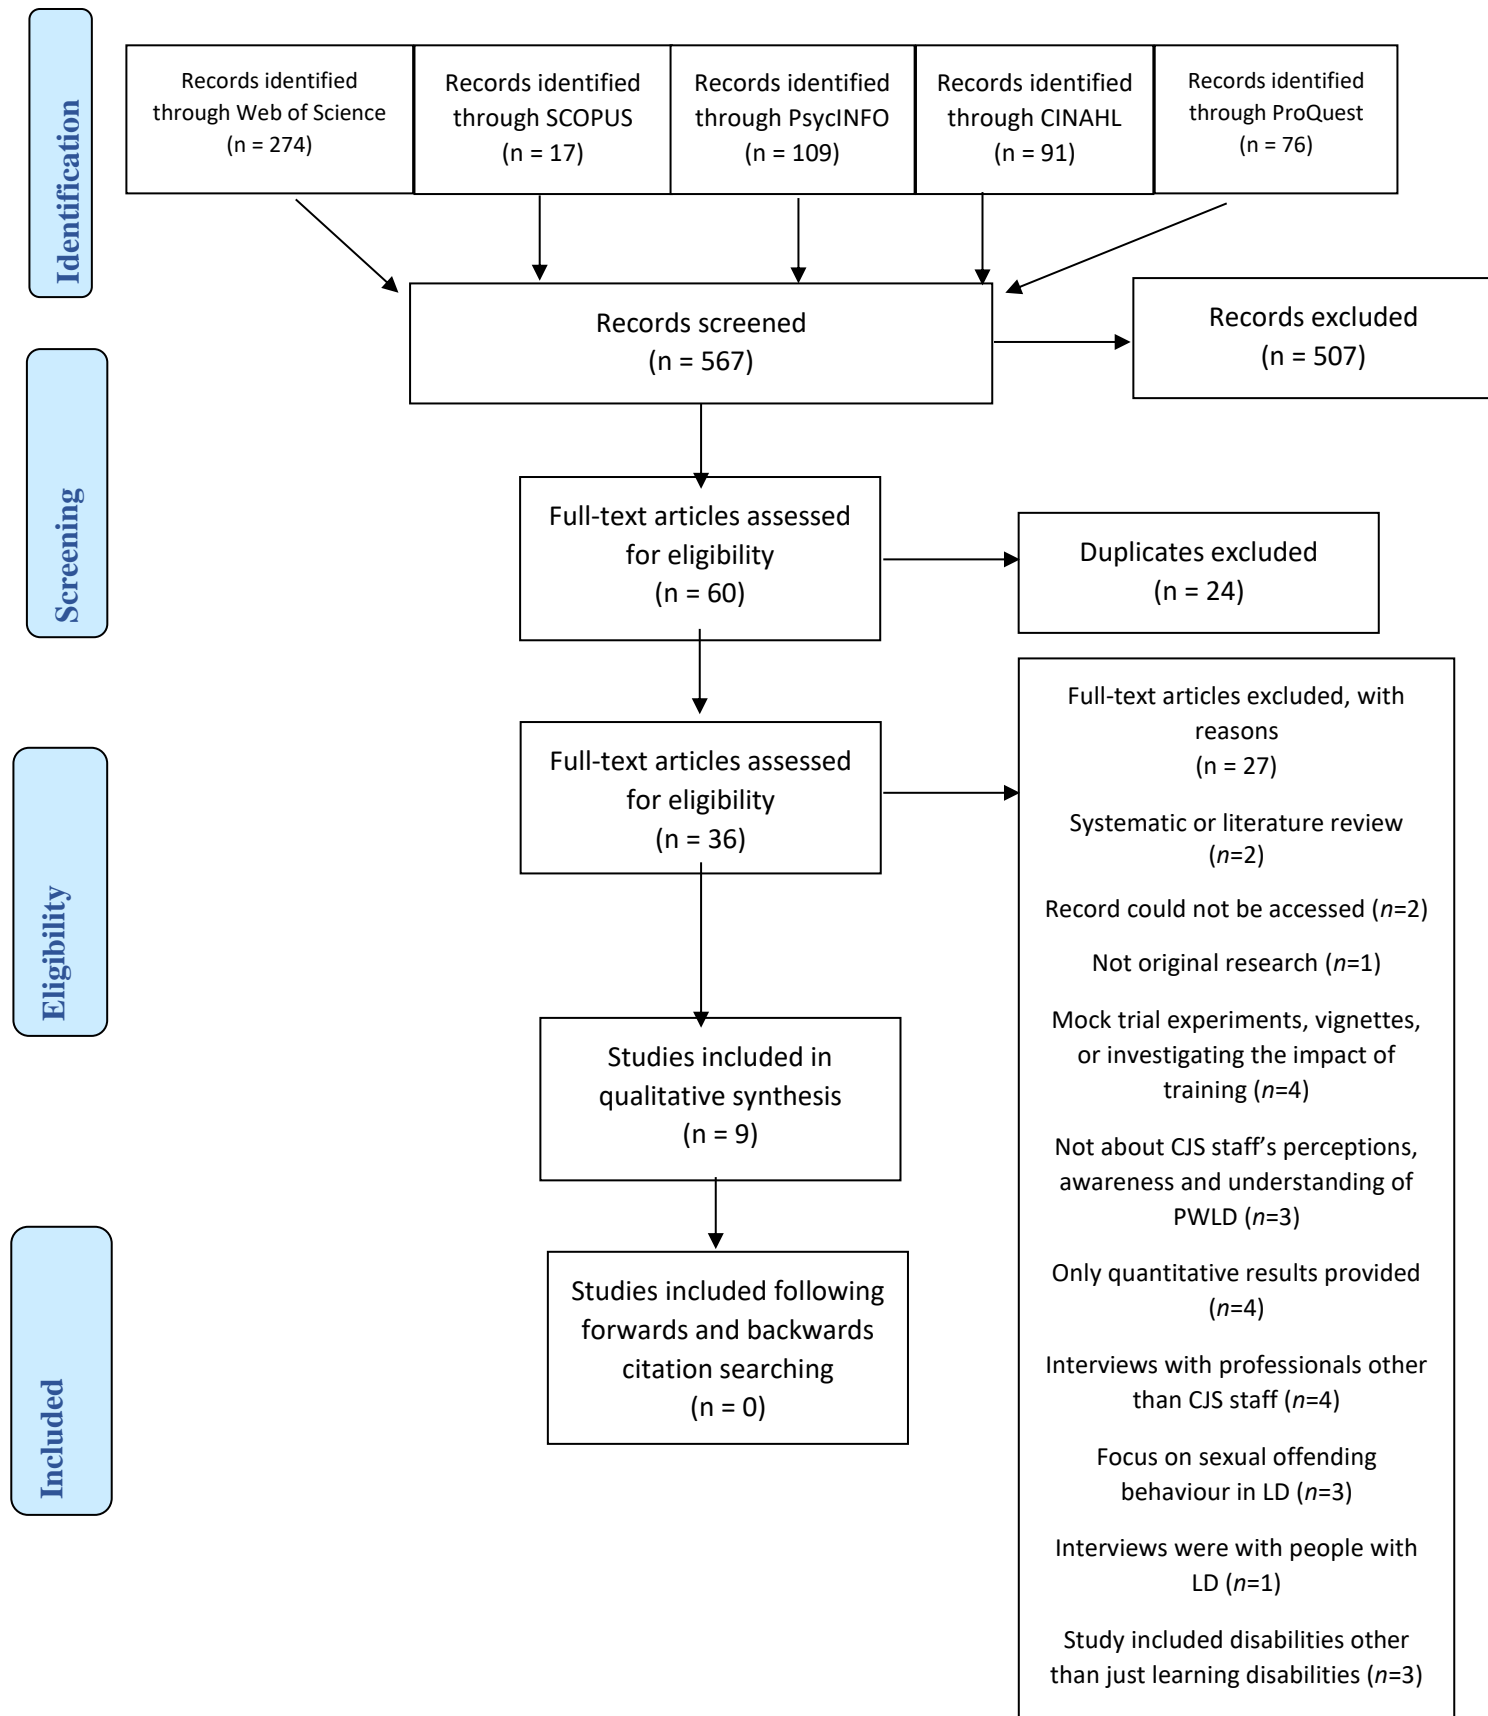 Identification
Records identified
through Web of Science
(n = 274)
Records identified
through SCOPUS
(n = 17)
Records identified
through PsycINFO
(n = 109)
Records identified
through CINAHL
(n = 91)
Records identified
through ProQuest
(n = 76)
Records screened
(n = 567)
Records excluded
(n = 507)
Screening
Full-text articles assessed
for eligibility
(n = 60)
Duplicates excluded
(n = 24)
Eligibility
Full-text articles assessed
for eligibility
(n = 36)
Full-text articles excluded, with
reasons
(n = 27)
Systematic or literature review
(n=2)
Record could not be accessed (n=2)
Not original research (n=1)
Mock trial experiments, vignettes,
or investigating the impact of
training (n=4)
Not about CJS staff’s perceptions,
awareness and understanding of
PWLD (n=3)
Only quantitative results provided
(n=4)
Interviews with professionals other
than CJS staff (n=4)
Focus on sexual offending
behaviour in LD (n=3)
Interviews were with people with
LD (n=1)
Study included disabilities other
than just learning disabilities (n=3)
Studies included in
qualitative synthesis
(n = 9)
Included
Studies included following
forwards and backwards
citation searching
(n = 0)